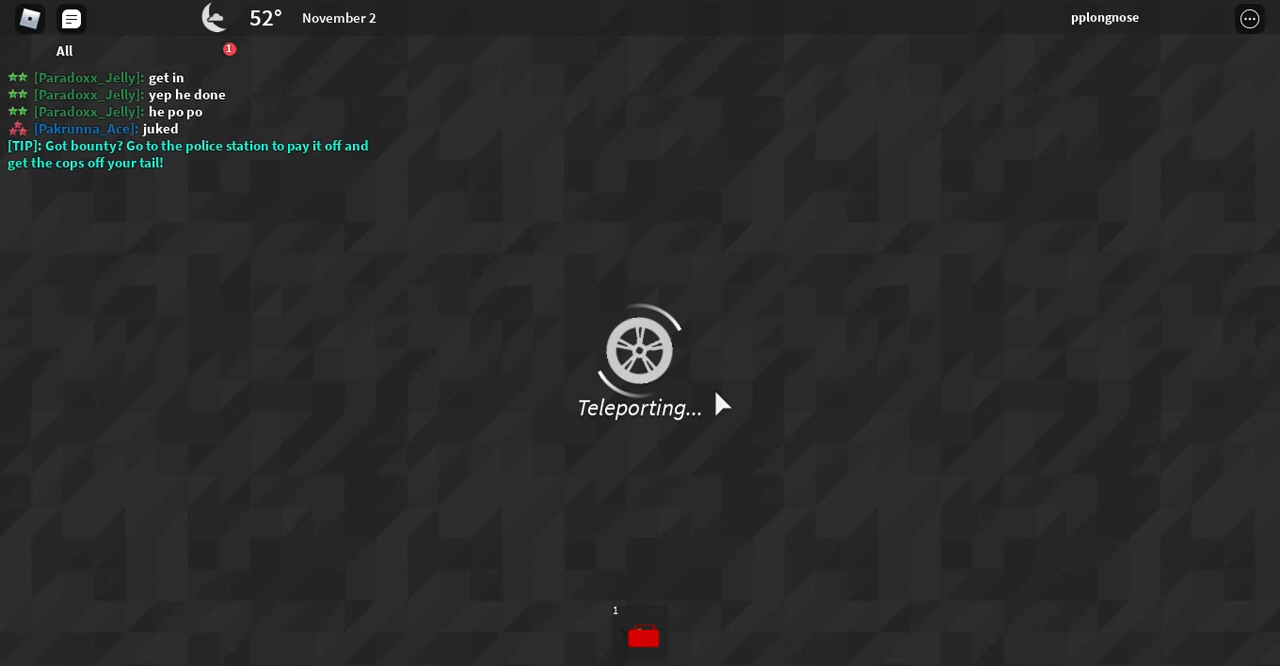 52° November 2 pplongnose
All 1
[Paradoxx_Jelly]: get in
[Paradoxx_Jelly]: yep he done
[Paradoxx_Jelly]: he po po
[Pakrunna_Ace]: juked
[TIP]: Got bounty? Go to the police station to pay it off and
get the cops off your tail!
Teleporting...
1